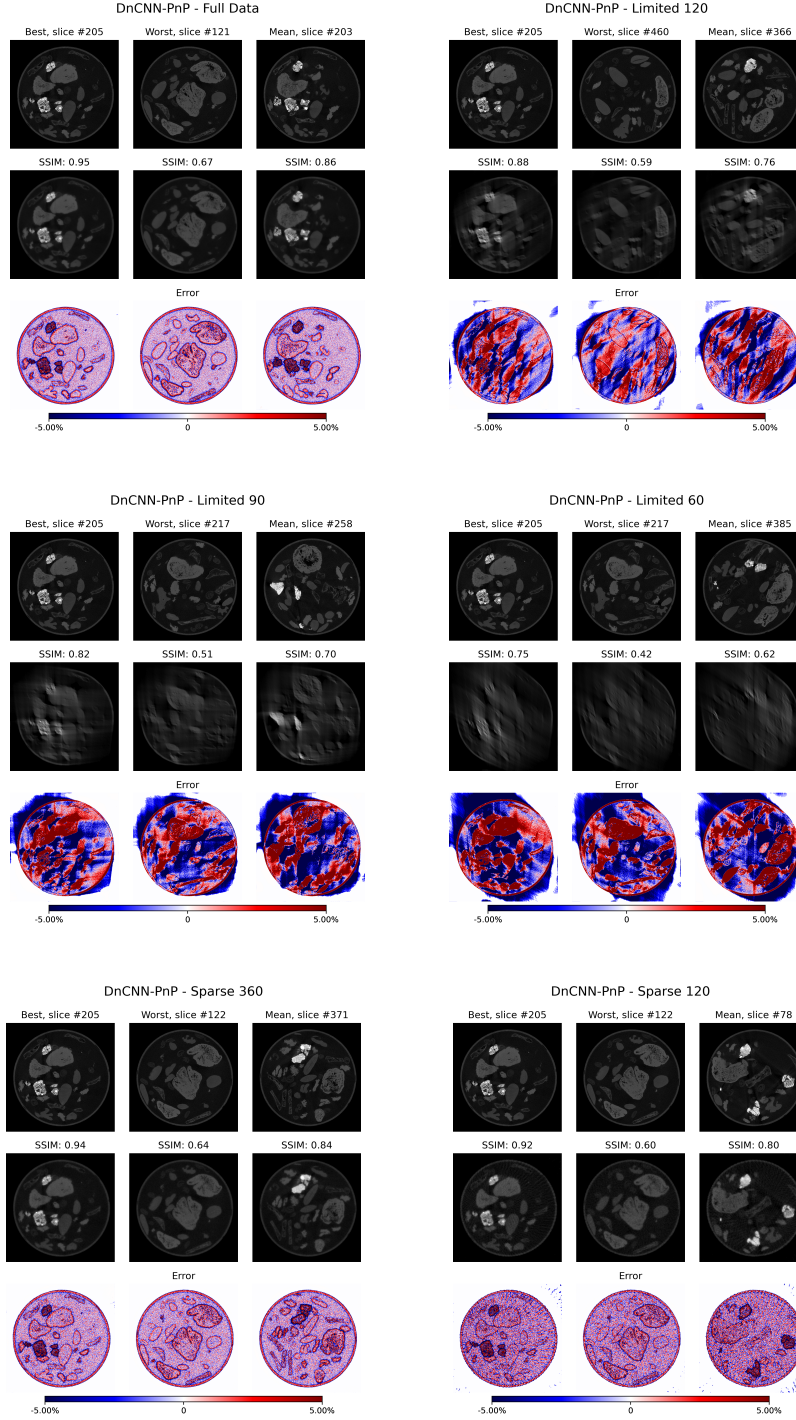 DnCNN-PnP - Full Data
Best, slice #205 Worst, slice #121 Mean, slice #203
SSIM: 0.95 SSIM: 0.67 SSIM: 0.86
Error
-5.00% 0 5.00%
DnCNN-PnP - Limited 120
Best, slice #205 Worst, slice #460 Mean, slice #366
SSIM: 0.88 SSIM: 0.59 SSIM: 0.76
Error
-5.00% 0 5.00%
DnCNN-PnP - Limited 90
Best, slice #205 Worst, slice #217 Mean, slice #258
SSIM: 0.82 SSIM: 0.51 SSIM: 0.70
Error
-5.00% 0 5.00%
DnCNN-PnP - Limited 60
Best, slice #205 Worst, slice #217 Mean, slice #385
SSIM: 0.75 SSIM: 0.42 SSIM: 0.62
Error
-5.00% 0 5.00%
DnCNN-PnP - Sparse 360
Best, slice #205 Worst, slice #122 Mean, slice #371
SSIM: 0.94 SSIM: 0.64 SSIM: 0.84
Error
-5.00% 0 5.00%
DnCNN-PnP - Sparse 120
Best, slice #205 Worst, slice #122 Mean, slice #78
SSIM: 0.92 SSIM: 0.60 SSIM: 0.80
Error
-5.00% 0 5.00%